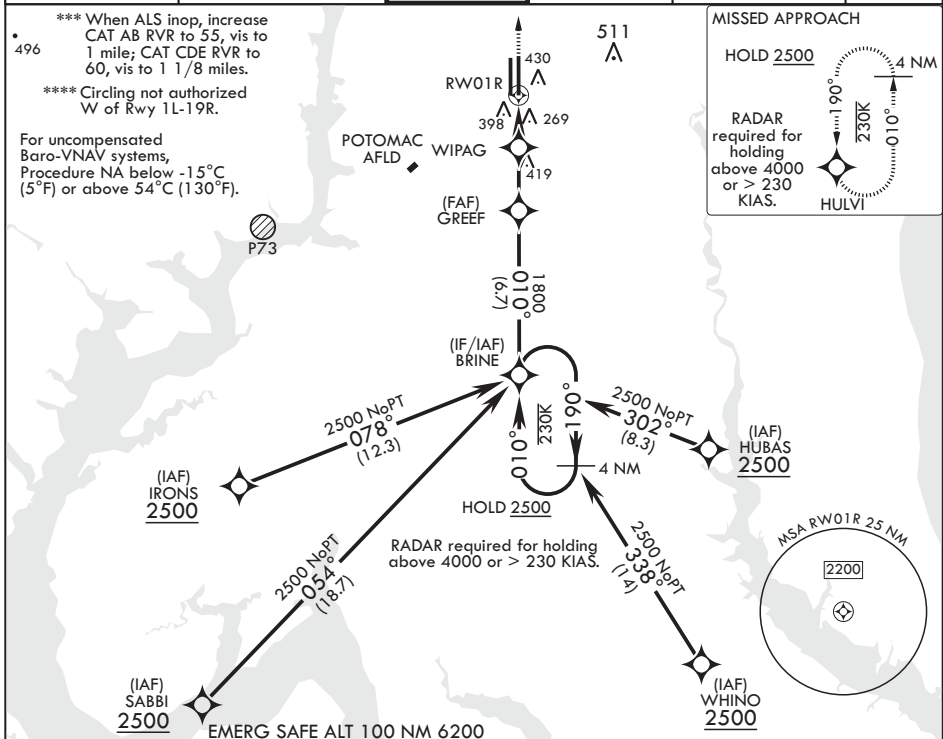 *** When ALS inop, increase
CAT AB RVR to 55, vis to
1 mile; CAT CDE RVR to
60, vis to 1 1/8 miles.
496
**** Circling not authorized
W of Rwy 1L-19R.
For uncompensated
Baro-VNAV systems,
Procedure NA below -15°C
(5°F) or above 54°C (130°F).
511
430
RW01R
398
269
POTOMAC
AFLD
WIPAG
419
(FAF)
GREEF
P73
1800
010°
(6.7)
(IF/IAF)
BRINE
MISSED APPROACH
HOLD 2500
4 NM
190°
230K
010°
RADAR
required for
holding
above 4000
or > 230
KIAS.
HULVI
2500 NoPT
078°
(12.3)
(IAF)
IRONS
2500
010°
230K
190°
4 NM
HOLD 2500
2500 NoPT
302°
(8.3)
(IAF)
HUBAS
2500
RADAR required for holding
above 4000 or > 230 KIAS.
2500 NoPT
054°
(18.7)
2500 NoPT
338°
(14)
MSA RW01R 25 NM
2200
(IAF)
SABBI
2500
(IAF)
WHINO
2500
EMERG SAFE ALT 100 NM 6200